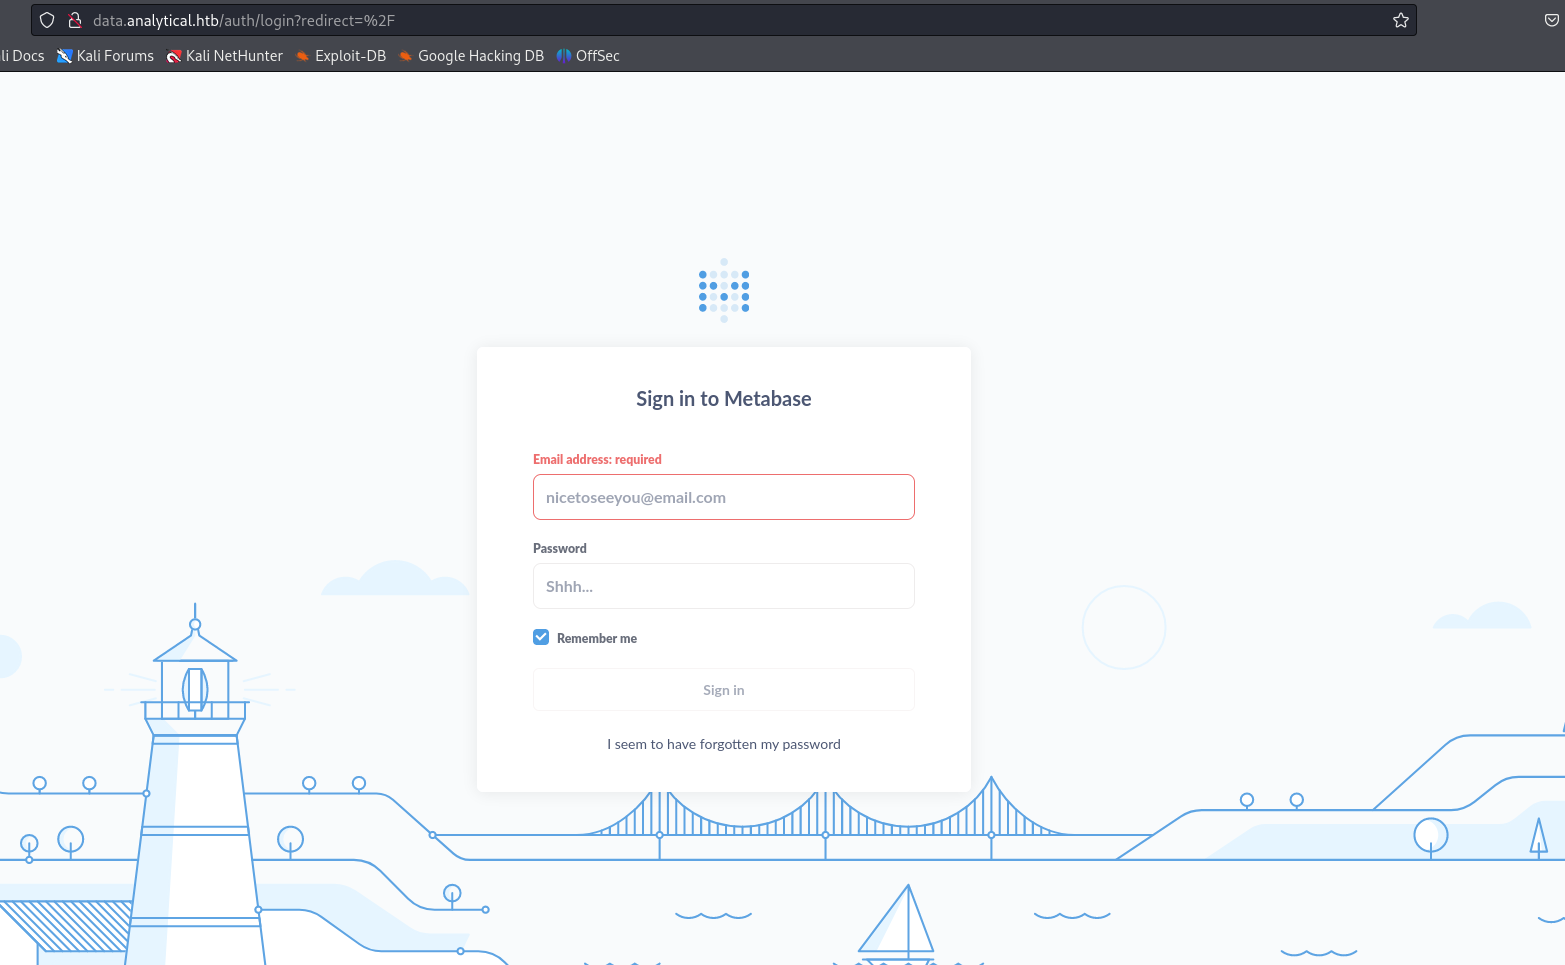 data.analytical.htb/auth/login?redirect=%2F
li Docs Kali Forums Kali NetHunter Exploit-DB Google Hacking DB OffSec
Sign in to Metabase
Email address: required
nicetoseeyou@email.com
Password
Shhh...
Remember me
Sign in
I seem to have forgotten my password